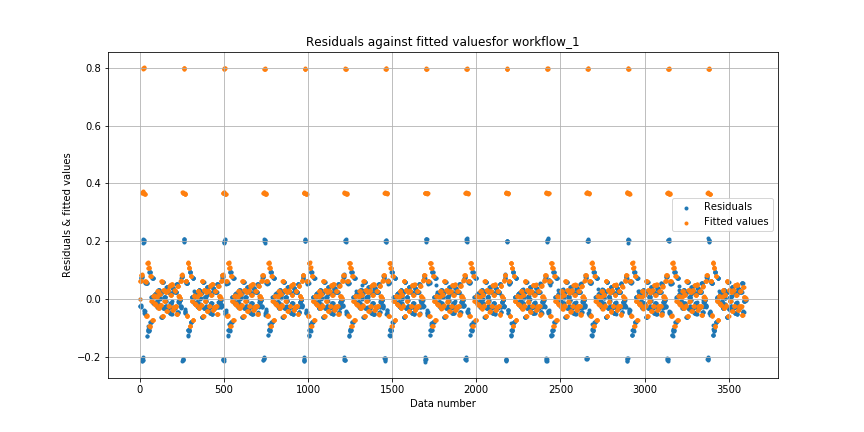 Residuals against fitted valuesfor workflow_1
Residuals & fitted values
0.8
0.6
0.4
0.2
0.0
−0.2
Residuals
Fitted values
0 500 1000 1500 2000 2500 3000 3500
Data number